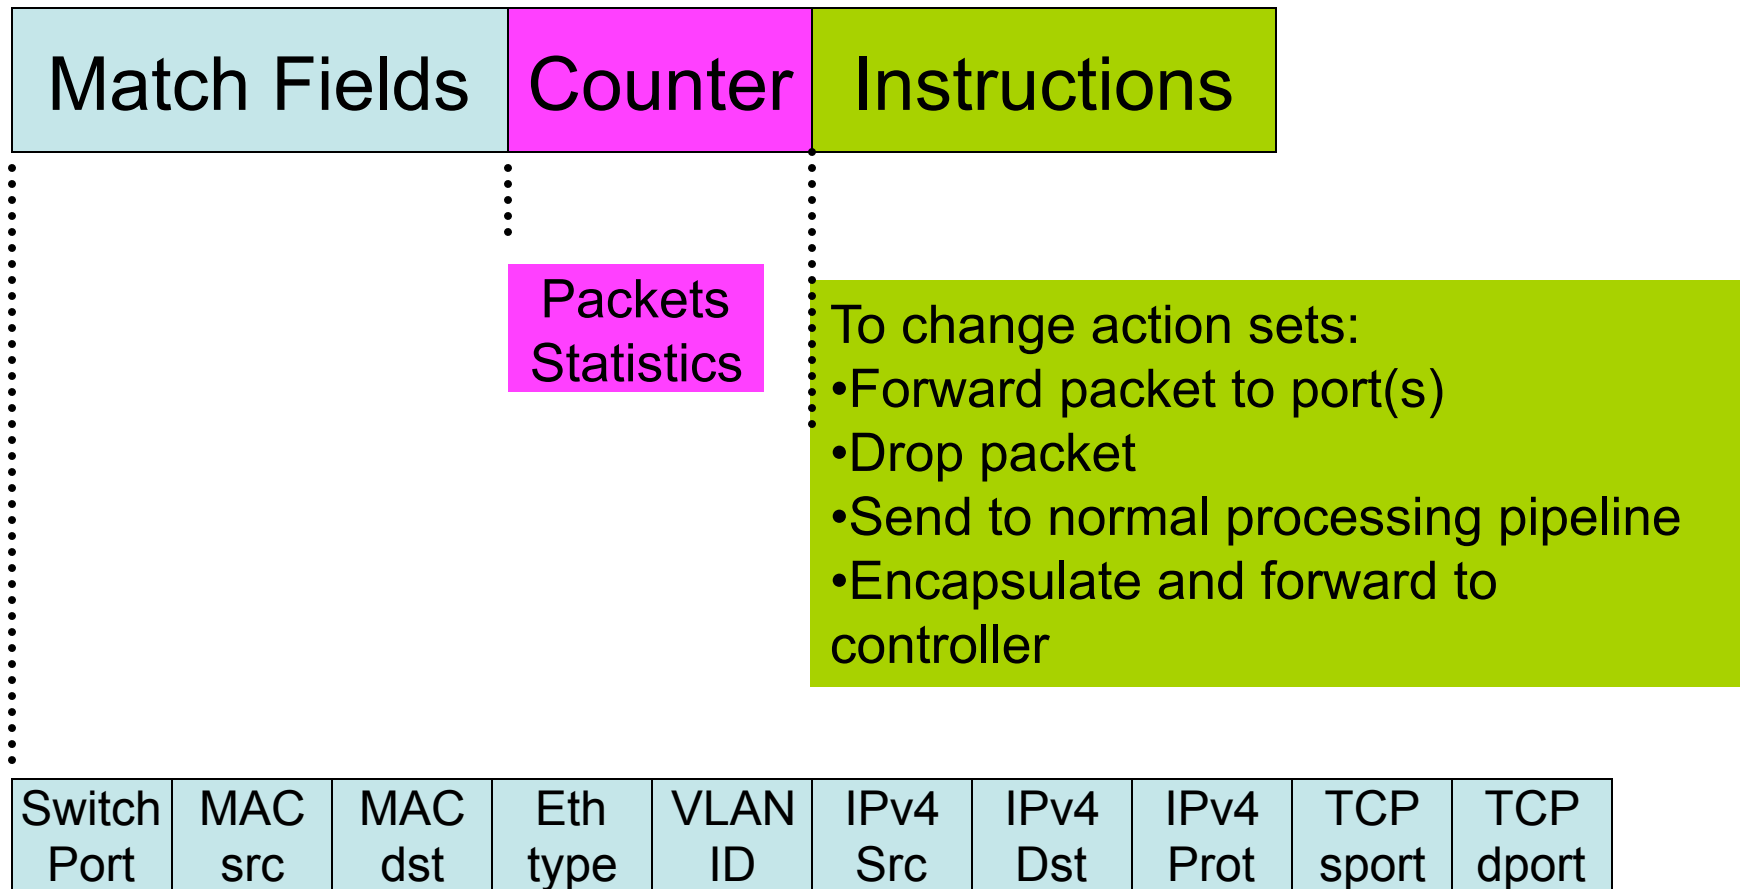 Match Fields Counter Instructions
Packets
Statistics
To change action sets:
•Forward packet to port(s)
•Drop packet
•Send to normal processing pipeline
•Encapsulate and forward to
controller
Switch MAC MAC Eth VLAN IPv4 IPv4 IPv4 TCP TCP
Port src dst type ID Src Dst Prot sport dport